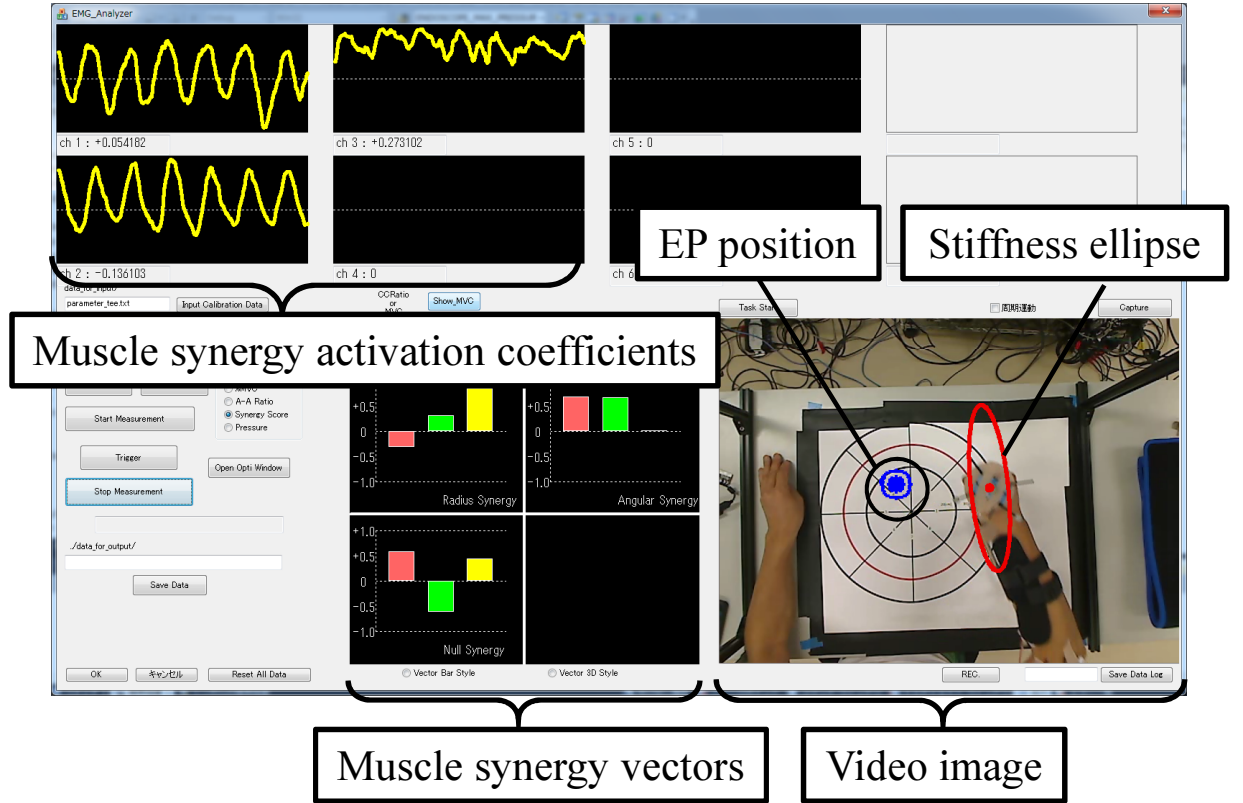 EMG_Analyzer
ch 1 : +0.054182
ch 3 : +0.273102
ch 5 : 0
ch 2 : -0.136103
ch 4 : 0
ch 6
EP position
Stiffness ellipse
data_for_input/
parameter_tee.txt
Input Calibration Data
CCRatio
or
MVC
Show_MVC
Task Start
周期運動
Capture
Muscle synergy activation coefficients
A-A Ratio
Synergy Score
Pressure
Start Measurement
Trigger
Open Opti Window
Stop Measurement
./data_for_output/
Save Data
OK
キャンセル
Reset All Data
+0.5
0
-0.5
-1.0
Radius Synergy
+0.5
0
-0.5
-1.0
Angular Synergy
+1.0
+0.5
0
-0.5
-1.0
Null Synergy
Vector Bar Style
Vector 3D Style
REC.
Save Data Log
Muscle synergy vectors
Video image